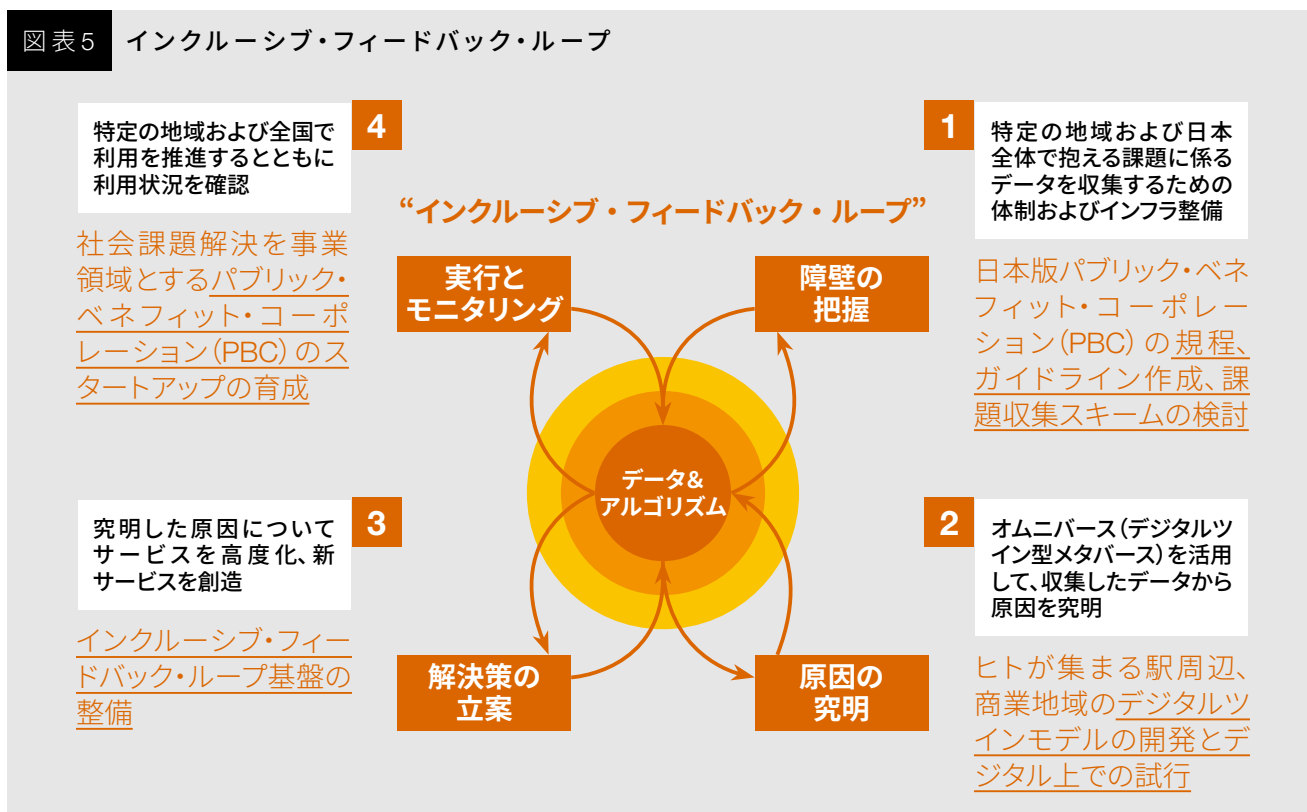 図表5 インクルーシブ・フィードバック・ループ
4
特定の地域および全国で
利用を推進するとともに
利用状況を確認
社会課題解決を事業
領域とするパブリック・
ベネフィット・コーポ
レーション(PBC)のス
タートアップの育成
1
特定の地域および日本
全体で抱える課題に係る
データを収集するための
体制およびインフラ整備
日本版パブリック・ベネ
フィット・コーポレー
ション(PBC)の規程、
ガイドライン作成、課
題収集スキームの検討
“インクルーシブ・フィードバック・ループ”
実行と
モニタリング
障壁の
把握
データ&
アルゴリズム
解決策の
立案
原因の
究明
3
究明した原因について
サービスを高度化、新
サービスを創造
インクルーシブ・フィー
ドバック・ループ基盤の
整備
2
オムニバース(デジタルツ
イン型メタバース)を活用
して、収集したデータから
原因を究明
ヒトが集まる駅周辺、
商業地域のデジタルツ
インモデルの開発とデ
ジタル上での試行